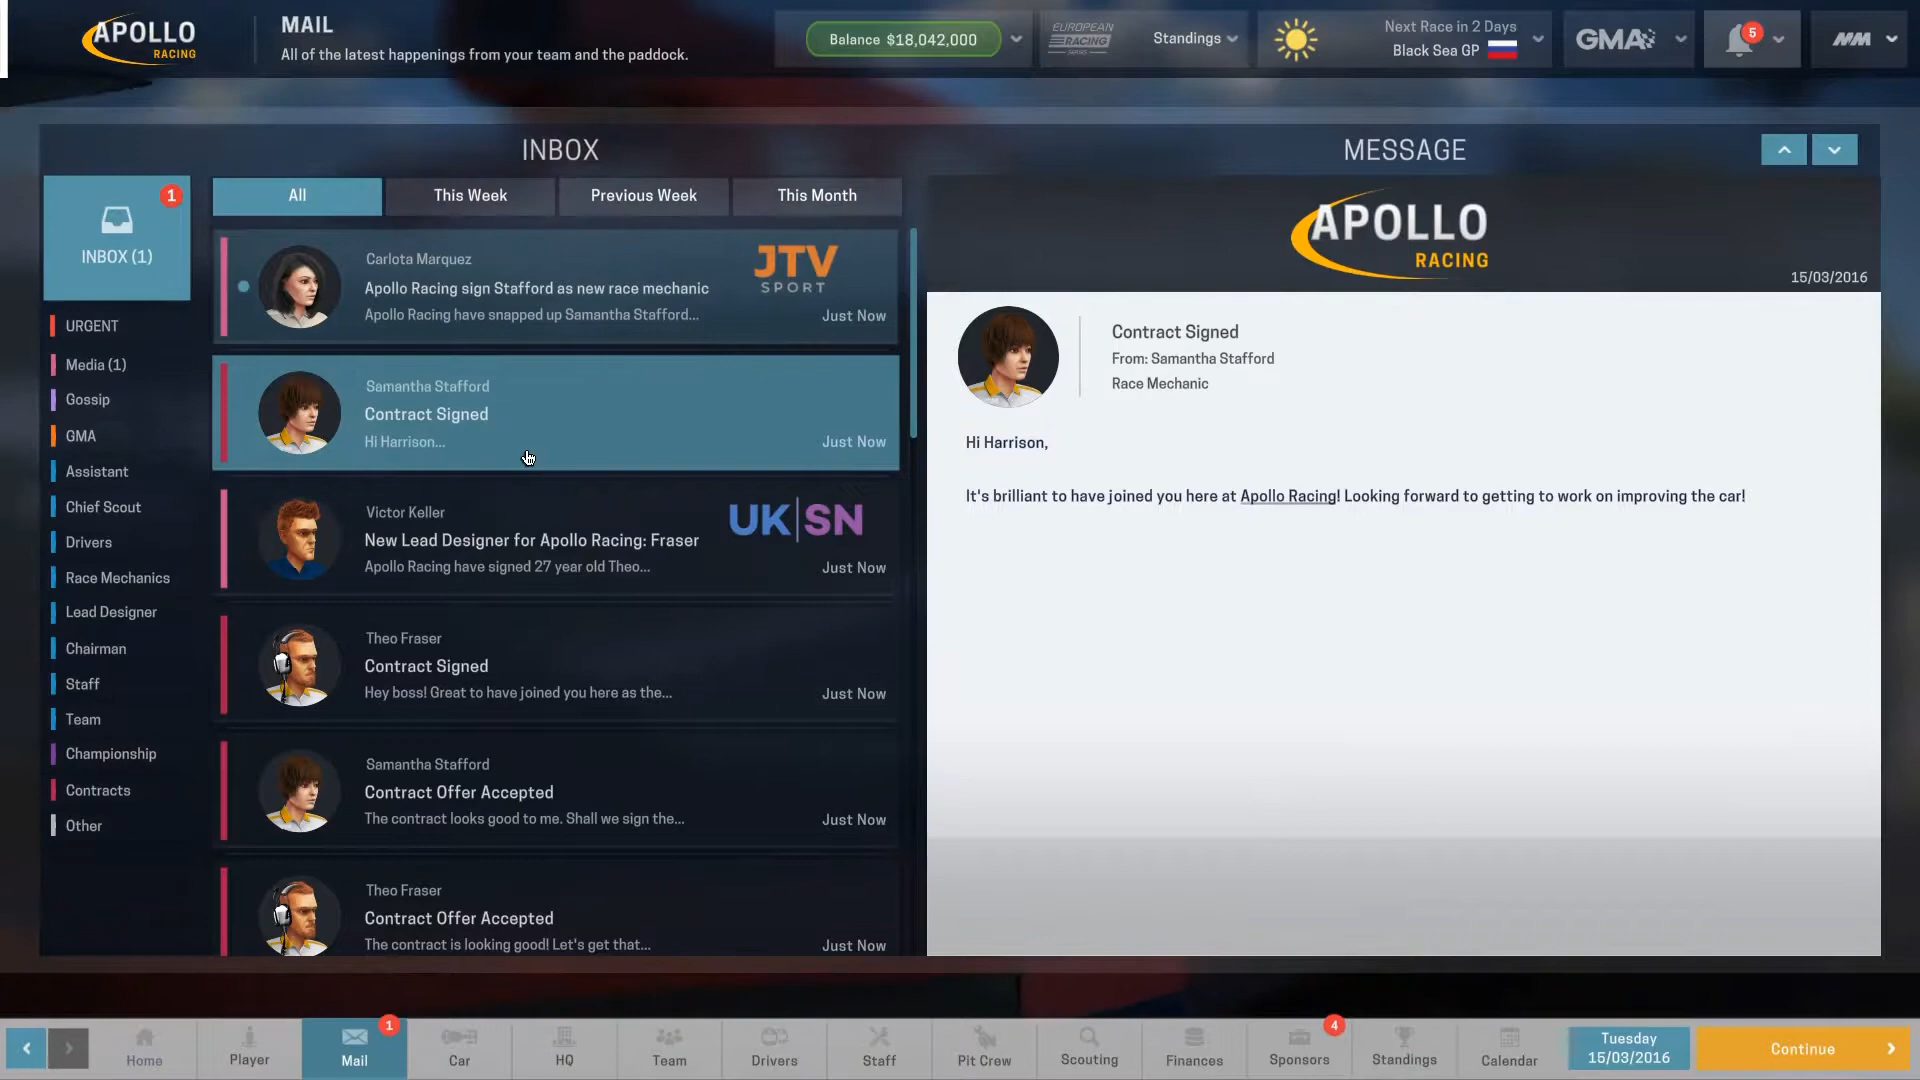 APOLLO
RACING
MAIL
All of the latest happenings from your team and the paddock.
Balance $18,042,000
EUROPEAN
RACING
SERIES
Standings
Next Race in 2 Days
Black Sea GP
GMA
5
INBOX
MESSAGE
1
INBOX (1)
All
This Week
Previous Week
This Month
URGENT
Media (1)
Gossip
GMA
Assistant
Chief Scout
Drivers
Race Mechanics
Lead Designer
Chairman
Staff
Team
Championship
Contracts
Other
Carlota Marquez
Apollo Racing sign Stafford as new race mechanic
Apollo Racing have snapped up Samantha Stafford...
JTV
SPORT
Just Now
Samantha Stafford
Contract Signed
Hi Harrison...
Just Now
Victor Keller
New Lead Designer for Apollo Racing: Fraser
Apollo Racing have signed 27 year old Theo...
UK|SN
Just Now
Theo Fraser
Contract Signed
Hey boss! Great to have joined you here as the...
Just Now
Samantha Stafford
Contract Offer Accepted
The contract looks good to me. Shall we sign the...
Just Now
Theo Fraser
Contract Offer Accepted
The contract is looking good! Let's get that...
Just Now
APOLLO
RACING
15/03/2016
Contract Signed
From: Samantha Stafford
Race Mechanic
Hi Harrison,
It's brilliant to have joined you here at Apollo Racing! Looking forward to getting to work on improving the car!
Home
Player
Mail
1
Car
HQ
Team
Drivers
Staff
Pit Crew
Scouting
Finances
Sponsors
4
Standings
Calendar
Tuesday
15/03/2016
Continue